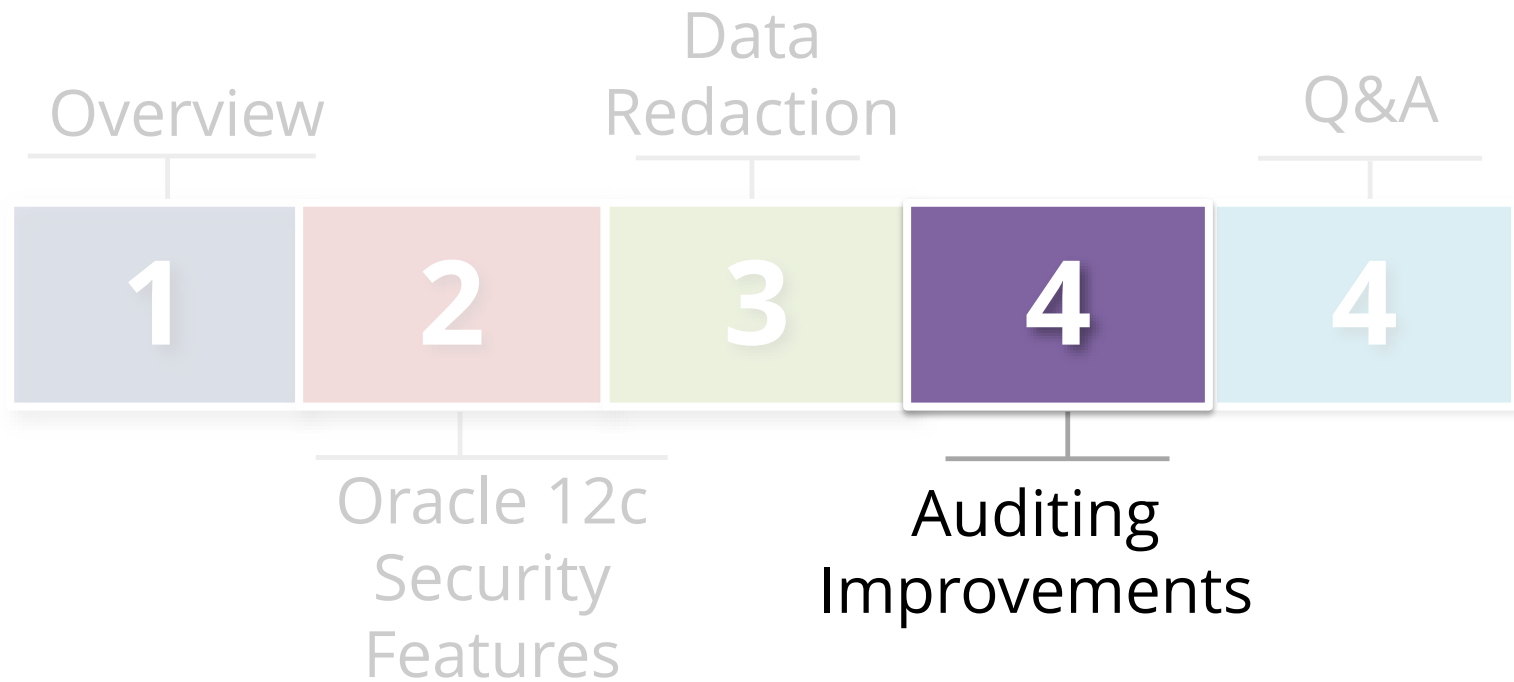 Overview
Data
Redaction
Q&A
1
2
3
4
4
Oracle 12c
Security
Features
Auditing
Improvements